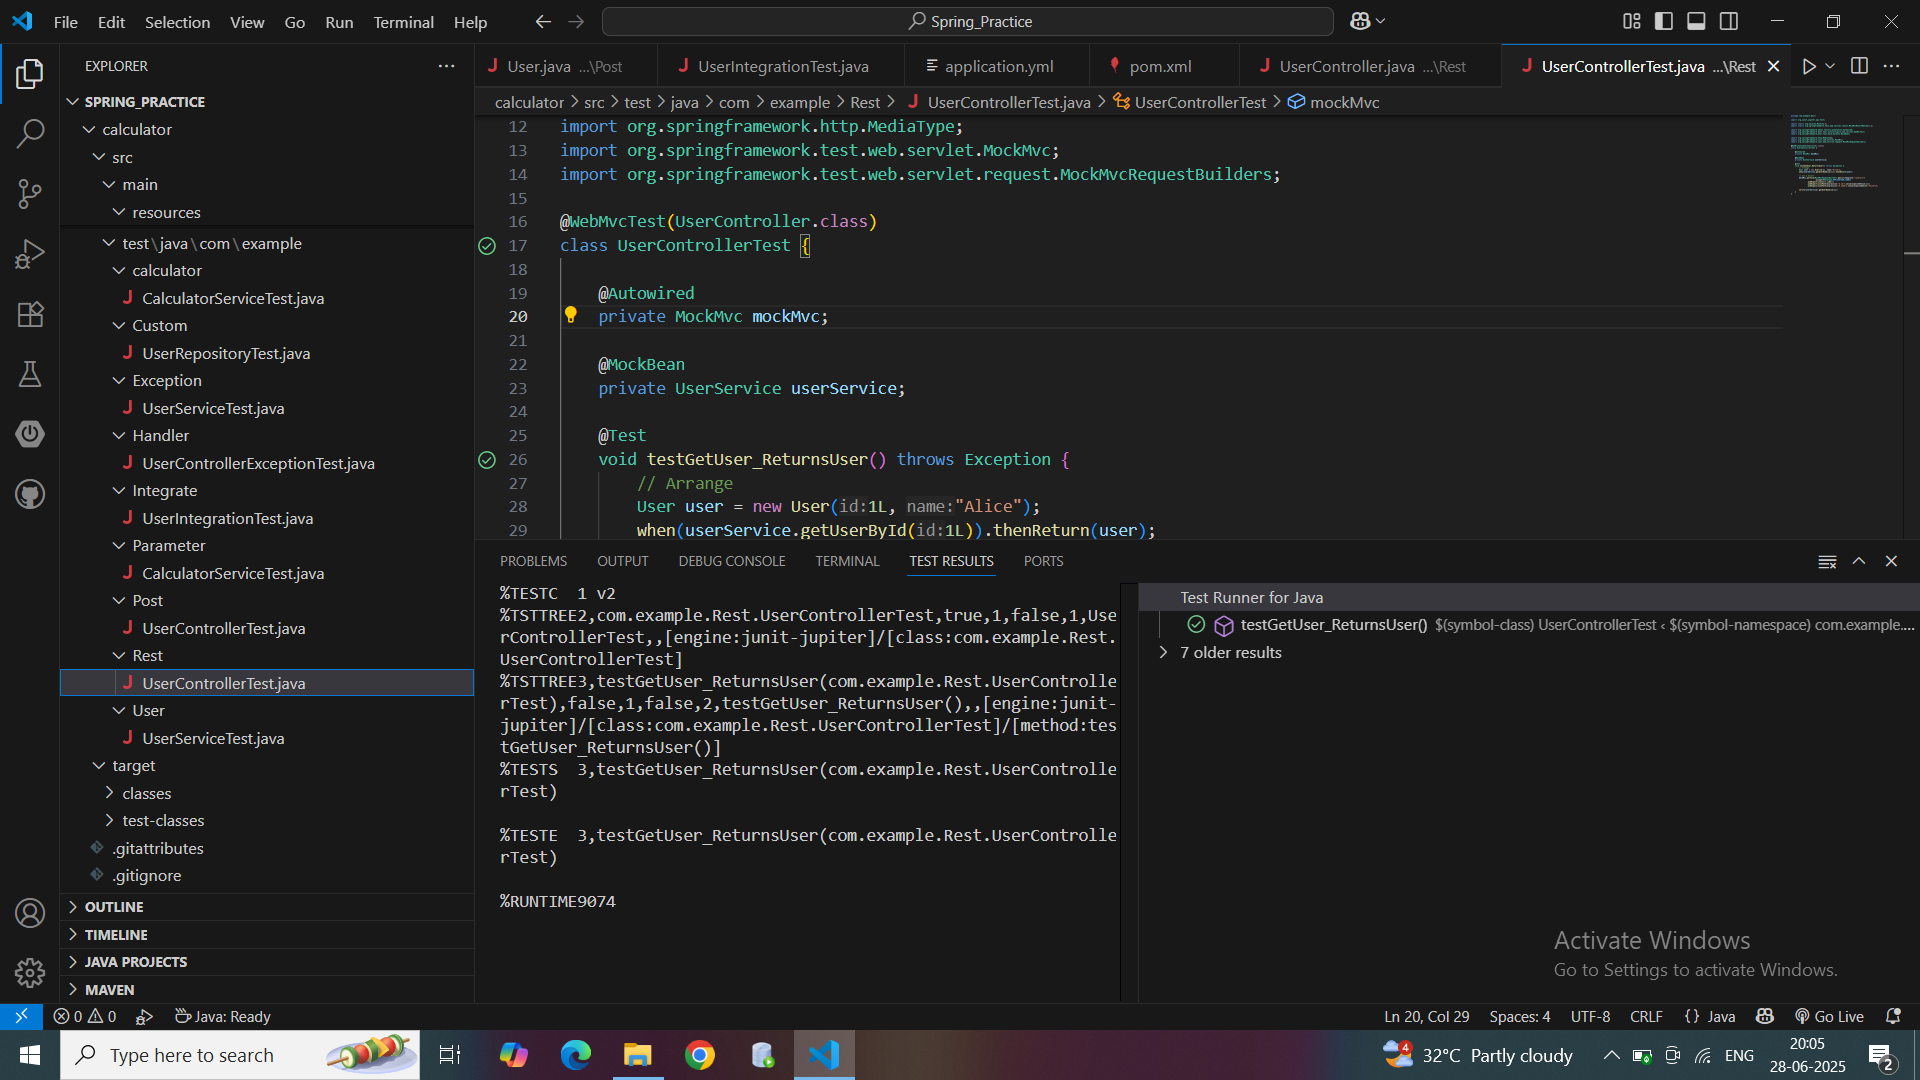 File Edit Selection View Go Run Terminal Help
Spring_Practice
EXPLORER
SPRING_PRACTICE
calculator
src
main
resources
test\java\com\example
calculator
CalculatorServiceTest.java
Custom
UserRepositoryTest.java
Exception
UserServiceTest.java
Handler
UserControllerExceptionTest.java
Integrate
UserIntegrationTest.java
Parameter
CalculatorServiceTest.java
Post
UserControllerTest.java
Rest
UserControllerTest.java
User
UserServiceTest.java
target
classes
test-classes
.gitattributes
.gitignore
OUTLINE
TIMELINE
JAVA PROJECTS
MAVEN
User.java ...\Post UserIntegrationTest.java application.yml pom.xml UserController.java ...\Rest UserControllerTest.java ...\Rest
calculator > src > test > java > com > example > Rest > UserControllerTest.java > UserControllerTest > mockMvc
12 import org.springframework.http.MediaType;
13 import org.springframework.test.web.servlet.MockMvc;
14 import org.springframework.test.web.servlet.request.MockMvcRequestBuilders;
15
16 @WebMvcTest(UserController.class)
17 class UserControllerTest {
18
19 @Autowired
20 private MockMvc mockMvc;
21
22 @MockBean
23 private UserService userService;
24
25 @Test
26 void testGetUser_ReturnsUser() throws Exception {
27 // Arrange
28 User user = new User(id:1L, name:"Alice");
29 when(userService.getUserById(id:1L)).thenReturn(user);
PROBLEMS OUTPUT DEBUG CONSOLE TERMINAL TEST RESULTS PORTS
%TESTC 1 v2
%TSTTREE2,com.example.Rest.UserControllerTest,true,1,false,1,Use
rControllerTest,,[engine:junit-jupiter]/[class:com.example.Rest.
UserControllerTest]
%TSTTREE3,testGetUser_ReturnsUser(com.example.Rest.UserControlle
rTest),false,1,false,2,testGetUser_ReturnsUser(),,[engine:junit-
jupiter]/[class:com.example.Rest.UserControllerTest]/[method:tes
tGetUser_ReturnsUser()]
%TESTS 3,testGetUser_ReturnsUser(com.example.Rest.UserControlle
rTest)
%TESTE 3,testGetUser_ReturnsUser(com.example.Rest.UserControlle
rTest)
%RUNTIME9074
Test Runner for Java
testGetUser_ReturnsUser() $(symbol-class) UserControllerTest < $(symbol-namespace) com.example....
7 older results
Activate Windows
Go to Settings to activate Windows.
0 0 Java: Ready Ln 20, Col 29 Spaces: 4 UTF-8 CRLF {} Java Go Live
Type here to search 4 32°C Partly cloudy ENG 20:05
28-06-2025 2